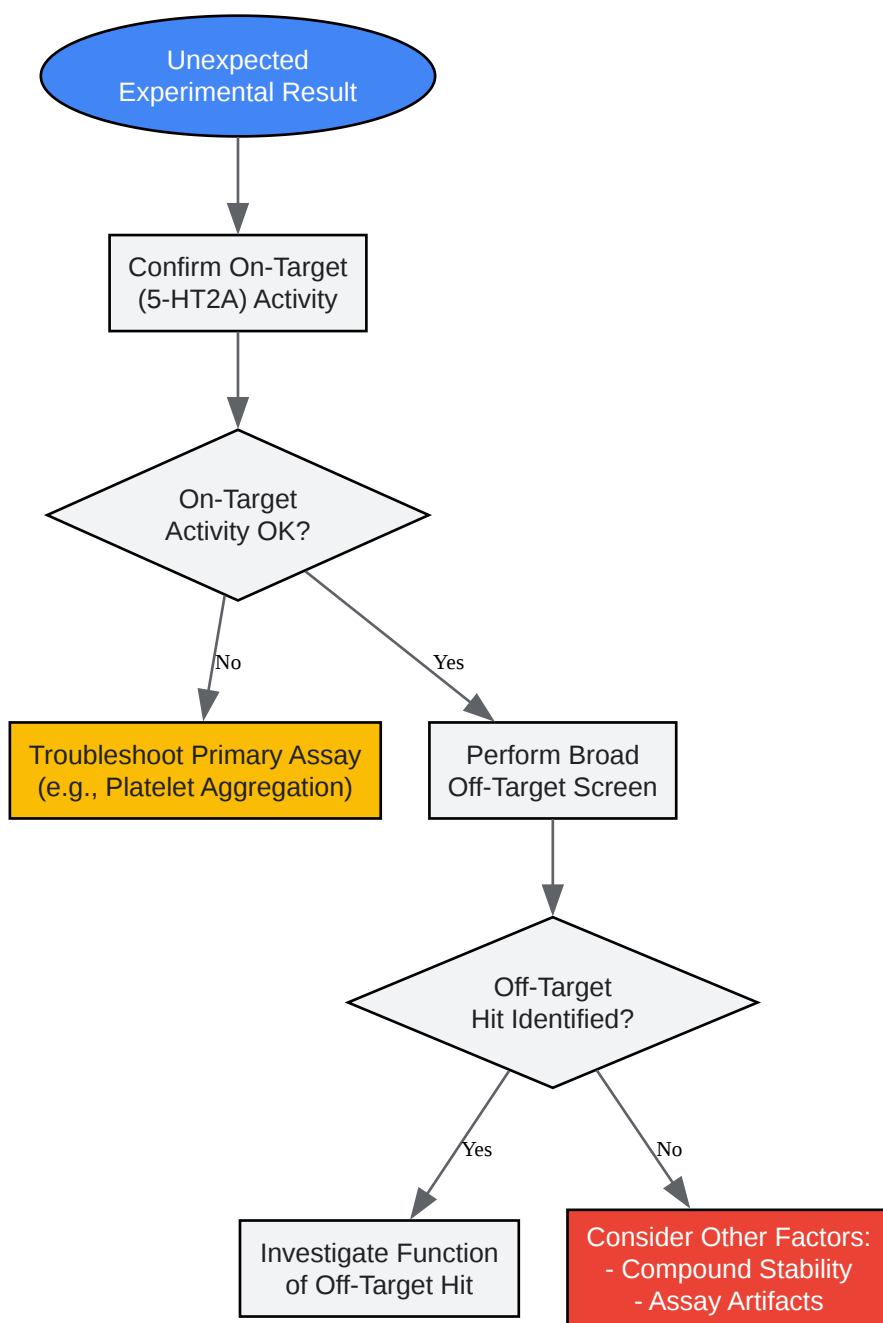 Unexpected
Experimental Result
Confirm On-Target
(5-HT2A) Activity
On-Target
Activity OK?
No
Yes
Troubleshoot Primary Assay
(e.g., Platelet Aggregation)
Perform Broad
Off-Target Screen
Off-Target
Hit Identified?
Yes
No
Investigate Function
of Off-Target Hit
Consider Other Factors:
- Compound Stability
- Assay Artifacts